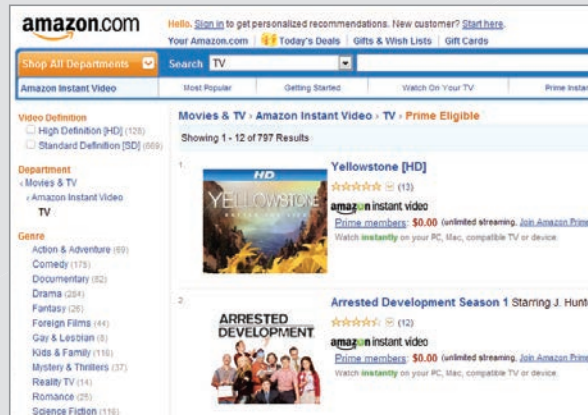 amazon.com
Hello. Sign in to get personalized recommendations. New customer? Start here.
Your Amazon.com | Today's Deals | Gifts & Wish Lists | Gift Cards
Shop All Departments Search TV
Amazon Instant Video Most Popular Getting Started Watch On Your TV Prime Instan
Video Definition
High Definition [HD] (128)
Standard Definition [SD] (669)
Department
‹ Movies & TV
‹ Amazon Instant Video
TV
Genre
Action & Adventure (69)
Comedy (175)
Documentary (82)
Drama (284)
Fantasy (26)
Foreign Films (44)
Gay & Lesbian (8)
Kids & Family (116)
Mystery & Thrillers (37)
Reality TV (14)
Romance (25)
Science Fiction (116)
Movies & TV › Amazon Instant Video › TV › Prime Eligible
Showing 1 - 12 of 797 Results
1.
HD
YELLOWSTONE
BATTLE FOR LIFE
Yellowstone [HD]
(13)
amazon instant video
Prime members: $0.00 (unlimited streaming, Join Amazon Prime
Watch instantly on your PC, Mac, compatible TV or device.
2.
ARRESTED
DEVELOPMENT
Arrested Development Season 1 Starring J. Hunt
(12)
amazon instant video
Prime members: $0.00 (unlimited streaming, Join Amazon Prime
Watch instantly on your PC, Mac, compatible TV or device.